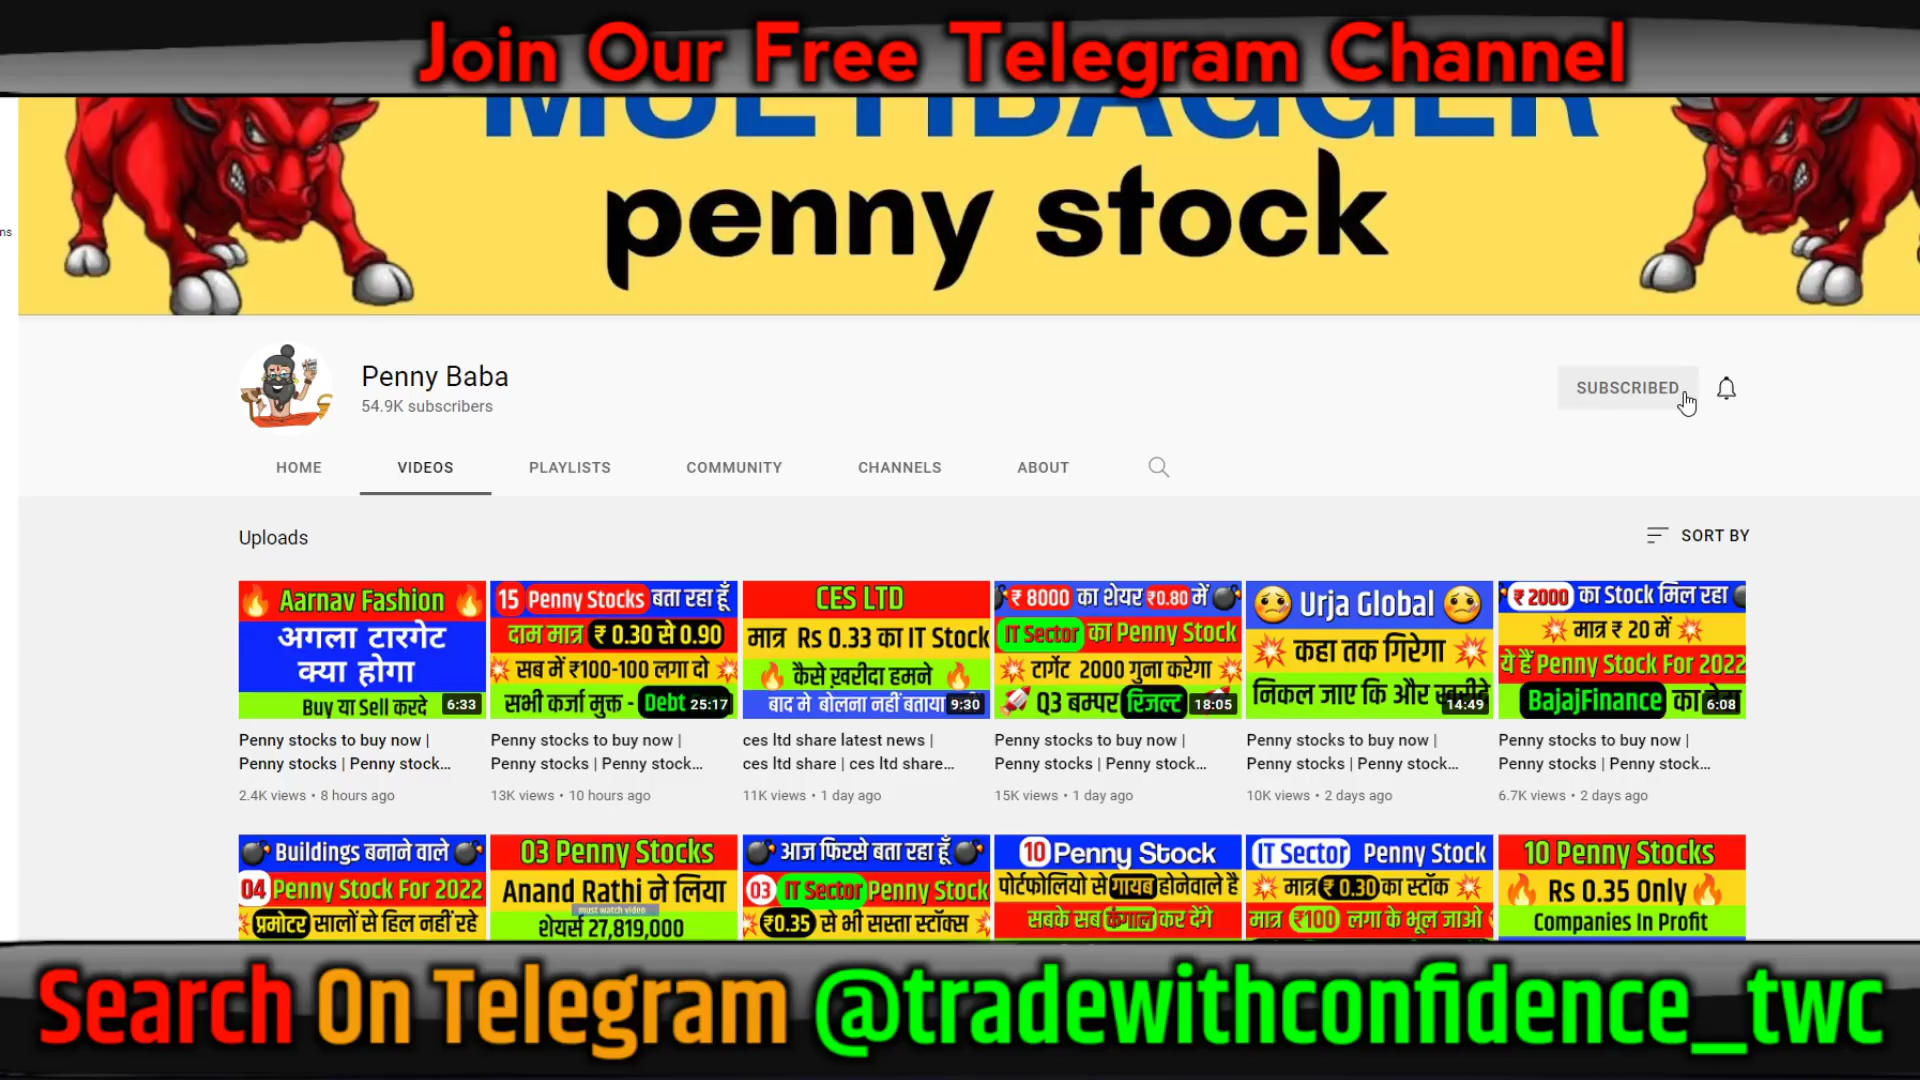 Join Our Free Telegram Channel
MULTIBAGGER
penny stock
ns
Penny Baba
54.9K subscribers
SUBSCRIBED
HOME VIDEOS PLAYLISTS COMMUNITY CHANNELS ABOUT
Uploads
SORT BY
Aarnav Fashion
अगला टारगेट
क्या होगा
Buy या Sell करदे
6:33
Penny stocks to buy now |
Penny stocks | Penny stock...
2.4K views • 8 hours ago
15 Penny Stocks बता रहा हूँ
दाम मात्र ₹ 0.30 से 0.90
सब में ₹100-100 लगा दो
सभी कर्जा मुक्त - Debt
25:17
Penny stocks to buy now |
Penny stocks | Penny stock...
13K views • 10 hours ago
CES LTD
मात्र Rs 0.33 का IT Stock
कैसे ख़रीदा हमने
बाद मे बोलना नहीं बताया
9:30
ces ltd share latest news |
ces ltd share | ces ltd share...
11K views • 1 day ago
₹ 8000 का शेयर ₹0.80 में
IT Sector का Penny Stock
टार्गेट 2000 गुना करेगा
Q3 बम्पर रिजल्ट
18:05
Penny stocks to buy now |
Penny stocks | Penny stock...
15K views • 1 day ago
Urja Global
कहा तक गिरेगा
निकल जाए कि और खरीदे
14:49
Penny stocks to buy now |
Penny stocks | Penny stock...
10K views • 2 days ago
₹ 2000 का Stock मिल रहा
मात्र ₹ 20 में
ये हैं Penny Stock For 2022
BajajFinance का
6:08
Penny stocks to buy now |
Penny stocks | Penny stock...
6.7K views • 2 days ago
Buildings बनाने वाले
04 Penny Stock For 2022
प्रमोटर सालों से हिल नहीं रहे
03 Penny Stocks
Anand Rathi ने लिया
must watch video
शेयर्स 27,819,000
आज फिरसे बता रहा हूँ
03 IT Sector Penny Stock
₹0.35 से भी सस्ता स्टॉक्स
10 Penny Stock
पोर्टफोलियो से गायब होनेवाले है
सबके सब कंगाल कर देंगे
IT Sector Penny Stock
मात्र ₹ 0.30 का स्टॉक
मात्र ₹100 लगा के भूल जाओ
10 Penny Stocks
Rs 0.35 Only
Companies In Profit
Search On Telegram @tradewithconfidence_twc